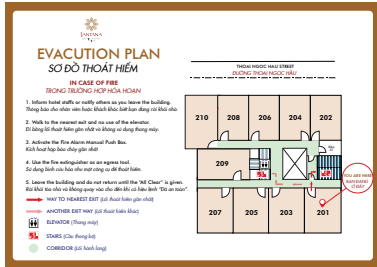 JANTANA
EVACUTION PLAN
SƠ ĐỒ THOÁT HIỂM
IN CASE OF FIRE
TRONG TRƯỜNG HỢP HỎA HOẠN
1. Inform hotel staffs or notify others as you leave the building.
Thông báo cho nhân viên hoặc khách khác biết bạn đang rời khỏi nhà.
2. Walk to the nearest exit and no use of the elevator.
Đi bằng lối thoát hiểm gần nhất và không sử dụng thang máy.
3. Activate the Fire Alarm Manual Push Box.
Kích hoạt hộp báo cháy gần nhất
4. Use the fire extinguisher as an egress tool.
Sử dụng bình cứu hỏa như một công cụ để thoát hiểm.
5. Leave the building and do not return until the "All Clear" is given.
Rời khỏi tòa nhà và không quay vào cho đến khi có hiệu lệnh "Đã an toàn".
WAY TO NEAREST EXIT (Lối thoát hiểm gần nhất)
ANOTHER EXIT WAY (Lối thoát hiểm khác)
ELEVATOR (Thang máy)
STAIRS (Cầu thang bộ)
CORRIDOR (Lối hành lang)
THOAI NGOC HAU STREET
ĐƯỜNG THOẠI NGỌC HẦU
210
208
206
204
202
209
207
205
203
201
YOU ARE HERE
BẠN ĐANG
Ở ĐÂY